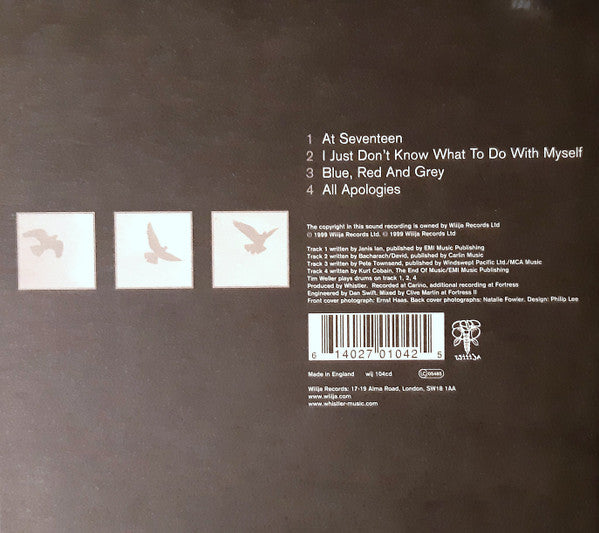 1 At Seventeen
2 I Just Don't Know What To Do With Myself
3 Blue, Red And Grey
4 All Apologies
The copyright in this sound recording is owned by Wiiija Records Ltd
℗ 1999 Wiiija Records Ltd. © 1999 Wiiija Records Ltd
Track 1 written by Janis Ian, published by EMI Music Publishing
Track 2 written by Bacharach/David, published by Carlin Music
Track 3 written by Pete Townsend, published by Windswept Pacific Ltd./MCA Music
Track 4 written by Kurt Cobain, The End Of Music/EMI Music Publishing
Tim Weller plays drums on track 1, 2, 4
Produced by Whistler. Recorded at Carino, additional recording at Fortress
Engineered by Dan Swift. Mixed by Clive Martin at Fortress II
Front cover photograph: Ernst Haas. Back cover photographs: Natalie Fowler. Design: Philip Lee
6 14027 01042 5
Made in England wij 104cd LC 05485
Wiiija Records: 17-19 Alma Road, London, SW18 1AA
www.wiiija.com
www.whistler-music.com